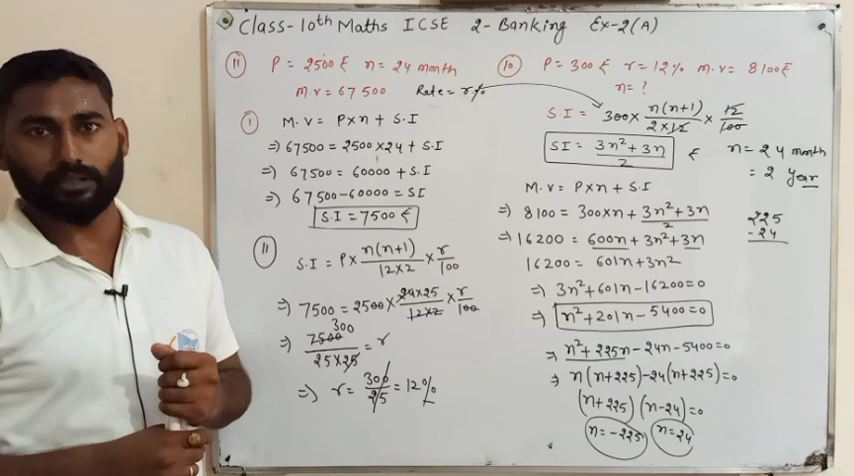 Class-10th Maths ICSE 2-Banking Ex-2(A)
(11) P = 2500 ₹ n = 24 month
M.V = 67500 Rate = r%
(i) M.V = P×n + S.I
⇒) 67500 = 2500×24 + S.I
⇒) 67500 = 60000 + S.I
⇒) 67500-60000 = SI
S.I = 7500 ₹
(11) S.I = P× n(n+1)/12×2 × r/100
⇒) 7500 = 2500× 24×25/12×2 × r/100
⇒) 7500 300/25×25 = r
⇒) r = 300/25 = 12%
(10) P = 300 ₹ r = 12% M.V = 8100₹
n = ?
S.I = 300× n(n+1)/2×12 × 12/100
SI = 3n²+3n/2 ₹
n = 24 month
= 2 year
M.V = P×n + S.I
⇒) 8100 = 300×n + 3n²+3n/2
⇒ 16200 = 600n+3n²+3n
16200 = 601n+3n²
⇒) 3n²+601n-16200=0
⇒) n²+201n-5400=0
⇒ n²+225n-24n-5400=0
⇒ n(n+225)-24(n+225)=0
(n+225) (n-24)=0
n=-225 n=24
225
-24